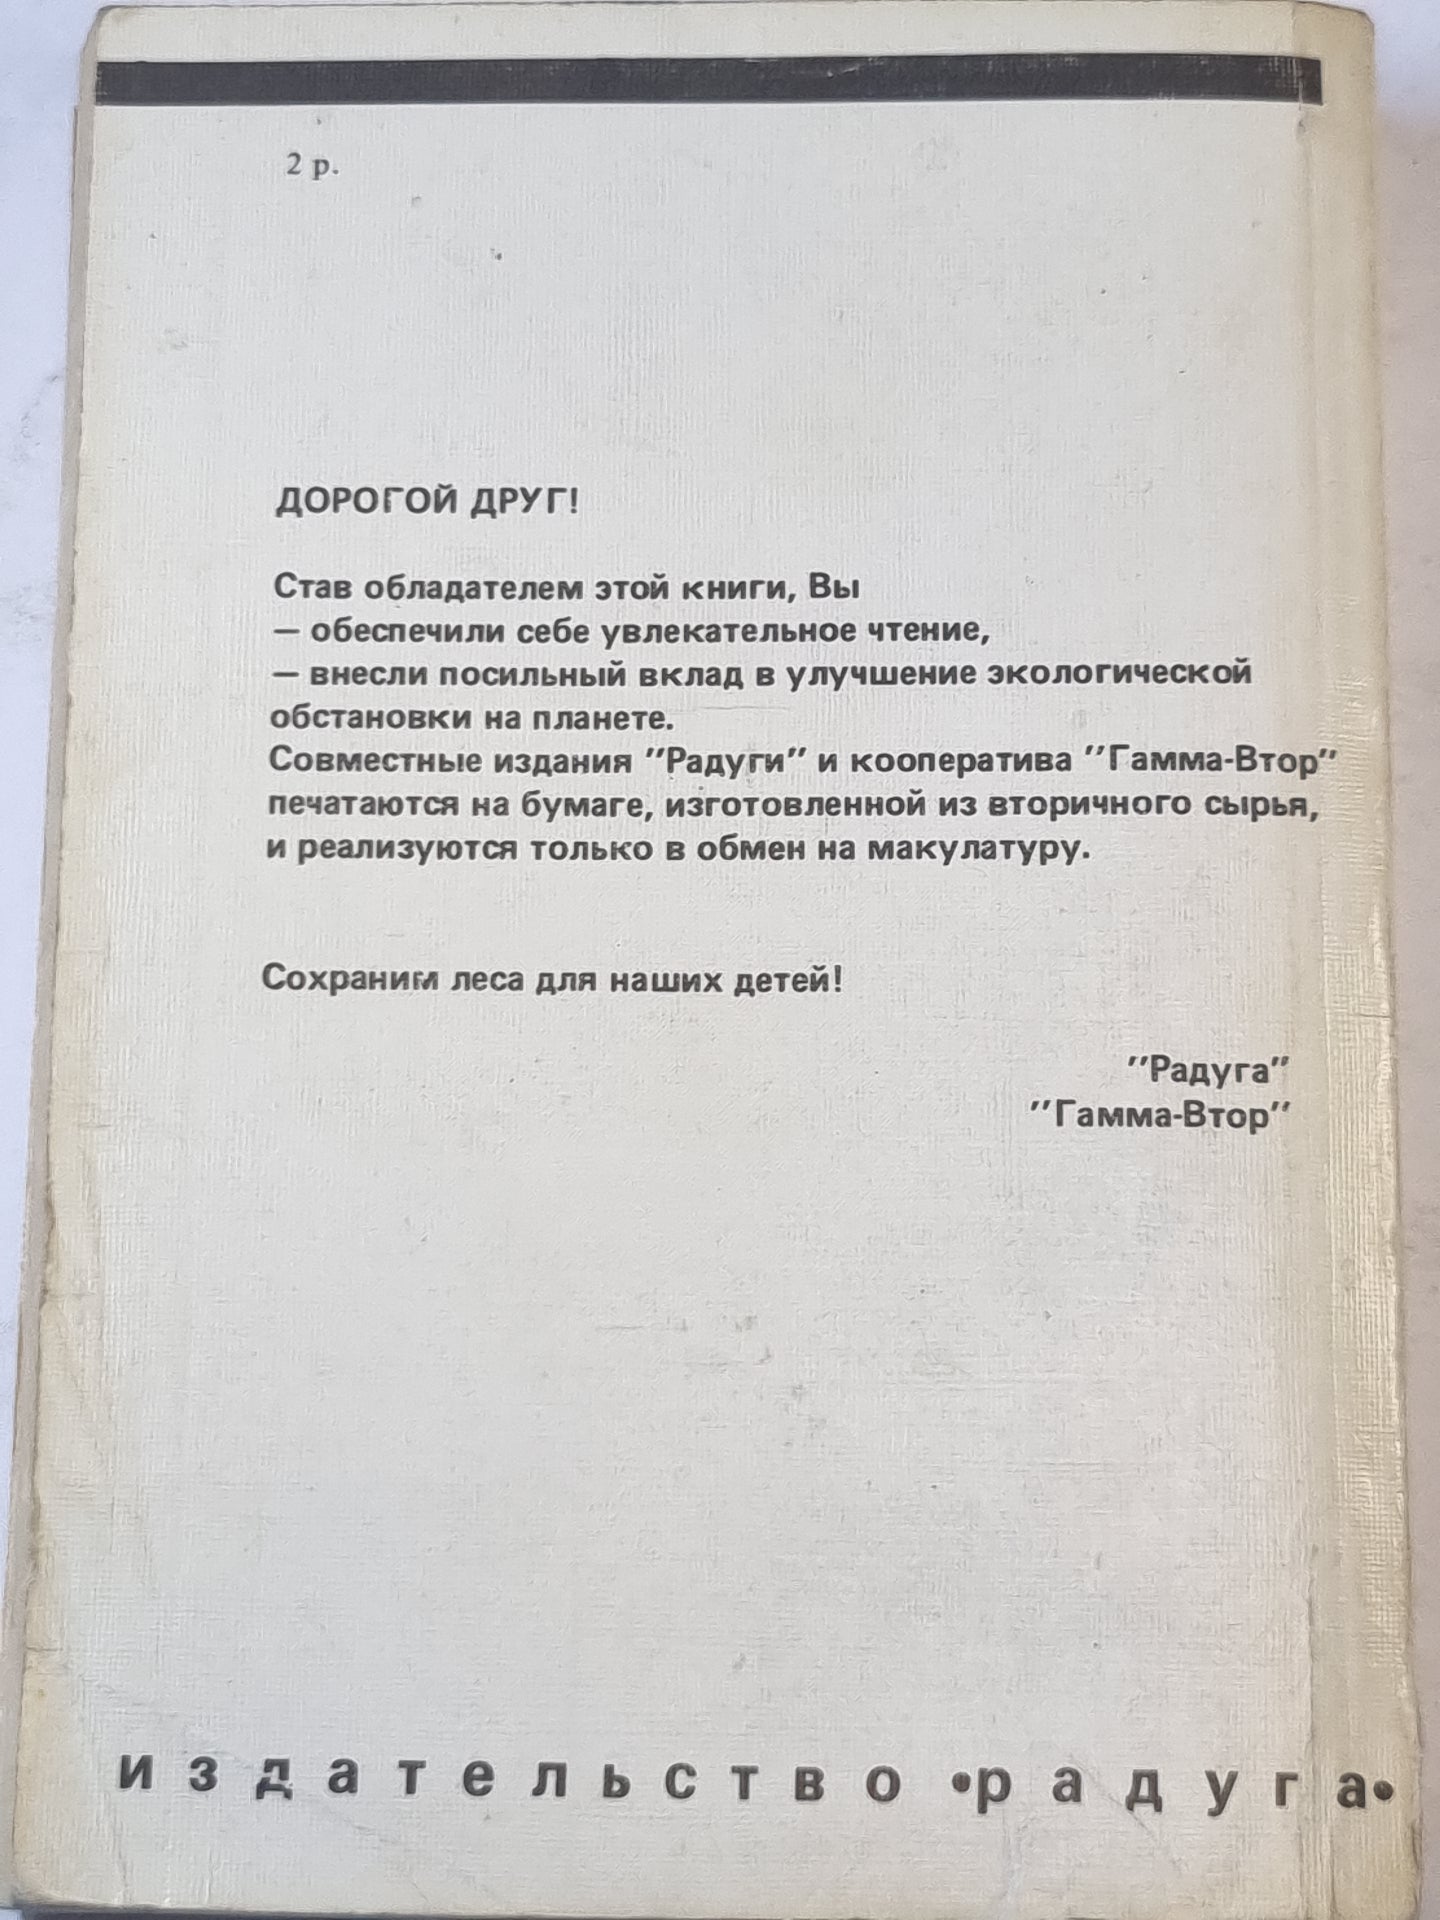 2 р.
ДОРОГОЙ ДРУГ!
Став обладателем этой книги, Вы
— обеспечили себе увлекательное чтение,
— внесли посильный вклад в улучшение экологической
обстановки на планете.
Совместные издания "Радуги" и кооператива "Гамма-Втор"
печатаются на бумаге, изготовленной из вторичного сырья,
и реализуются только в обмен на макулатуру.
Сохраним леса для наших детей!
"Радуга"
"Гамма-Втор"
издательство •радуга•